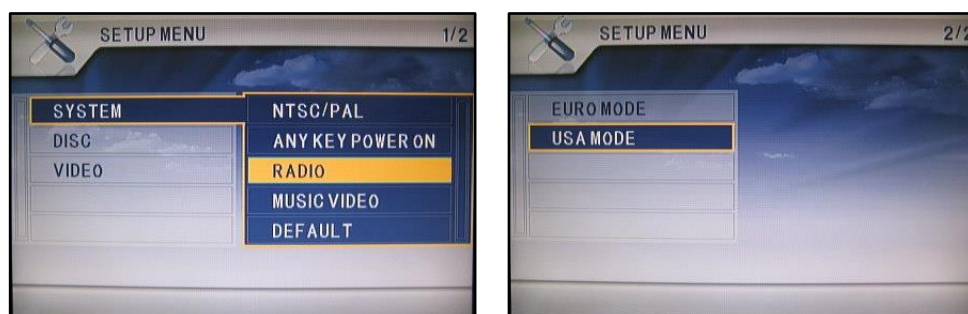 SETUP MENU 1/2
SYSTEM
DISC
VIDEO
NTSC/PAL
ANY KEY POWER ON
RADIO
MUSIC VIDEO
DEFAULT
SETUP MENU 2/2
EURO MODE
USA MODE